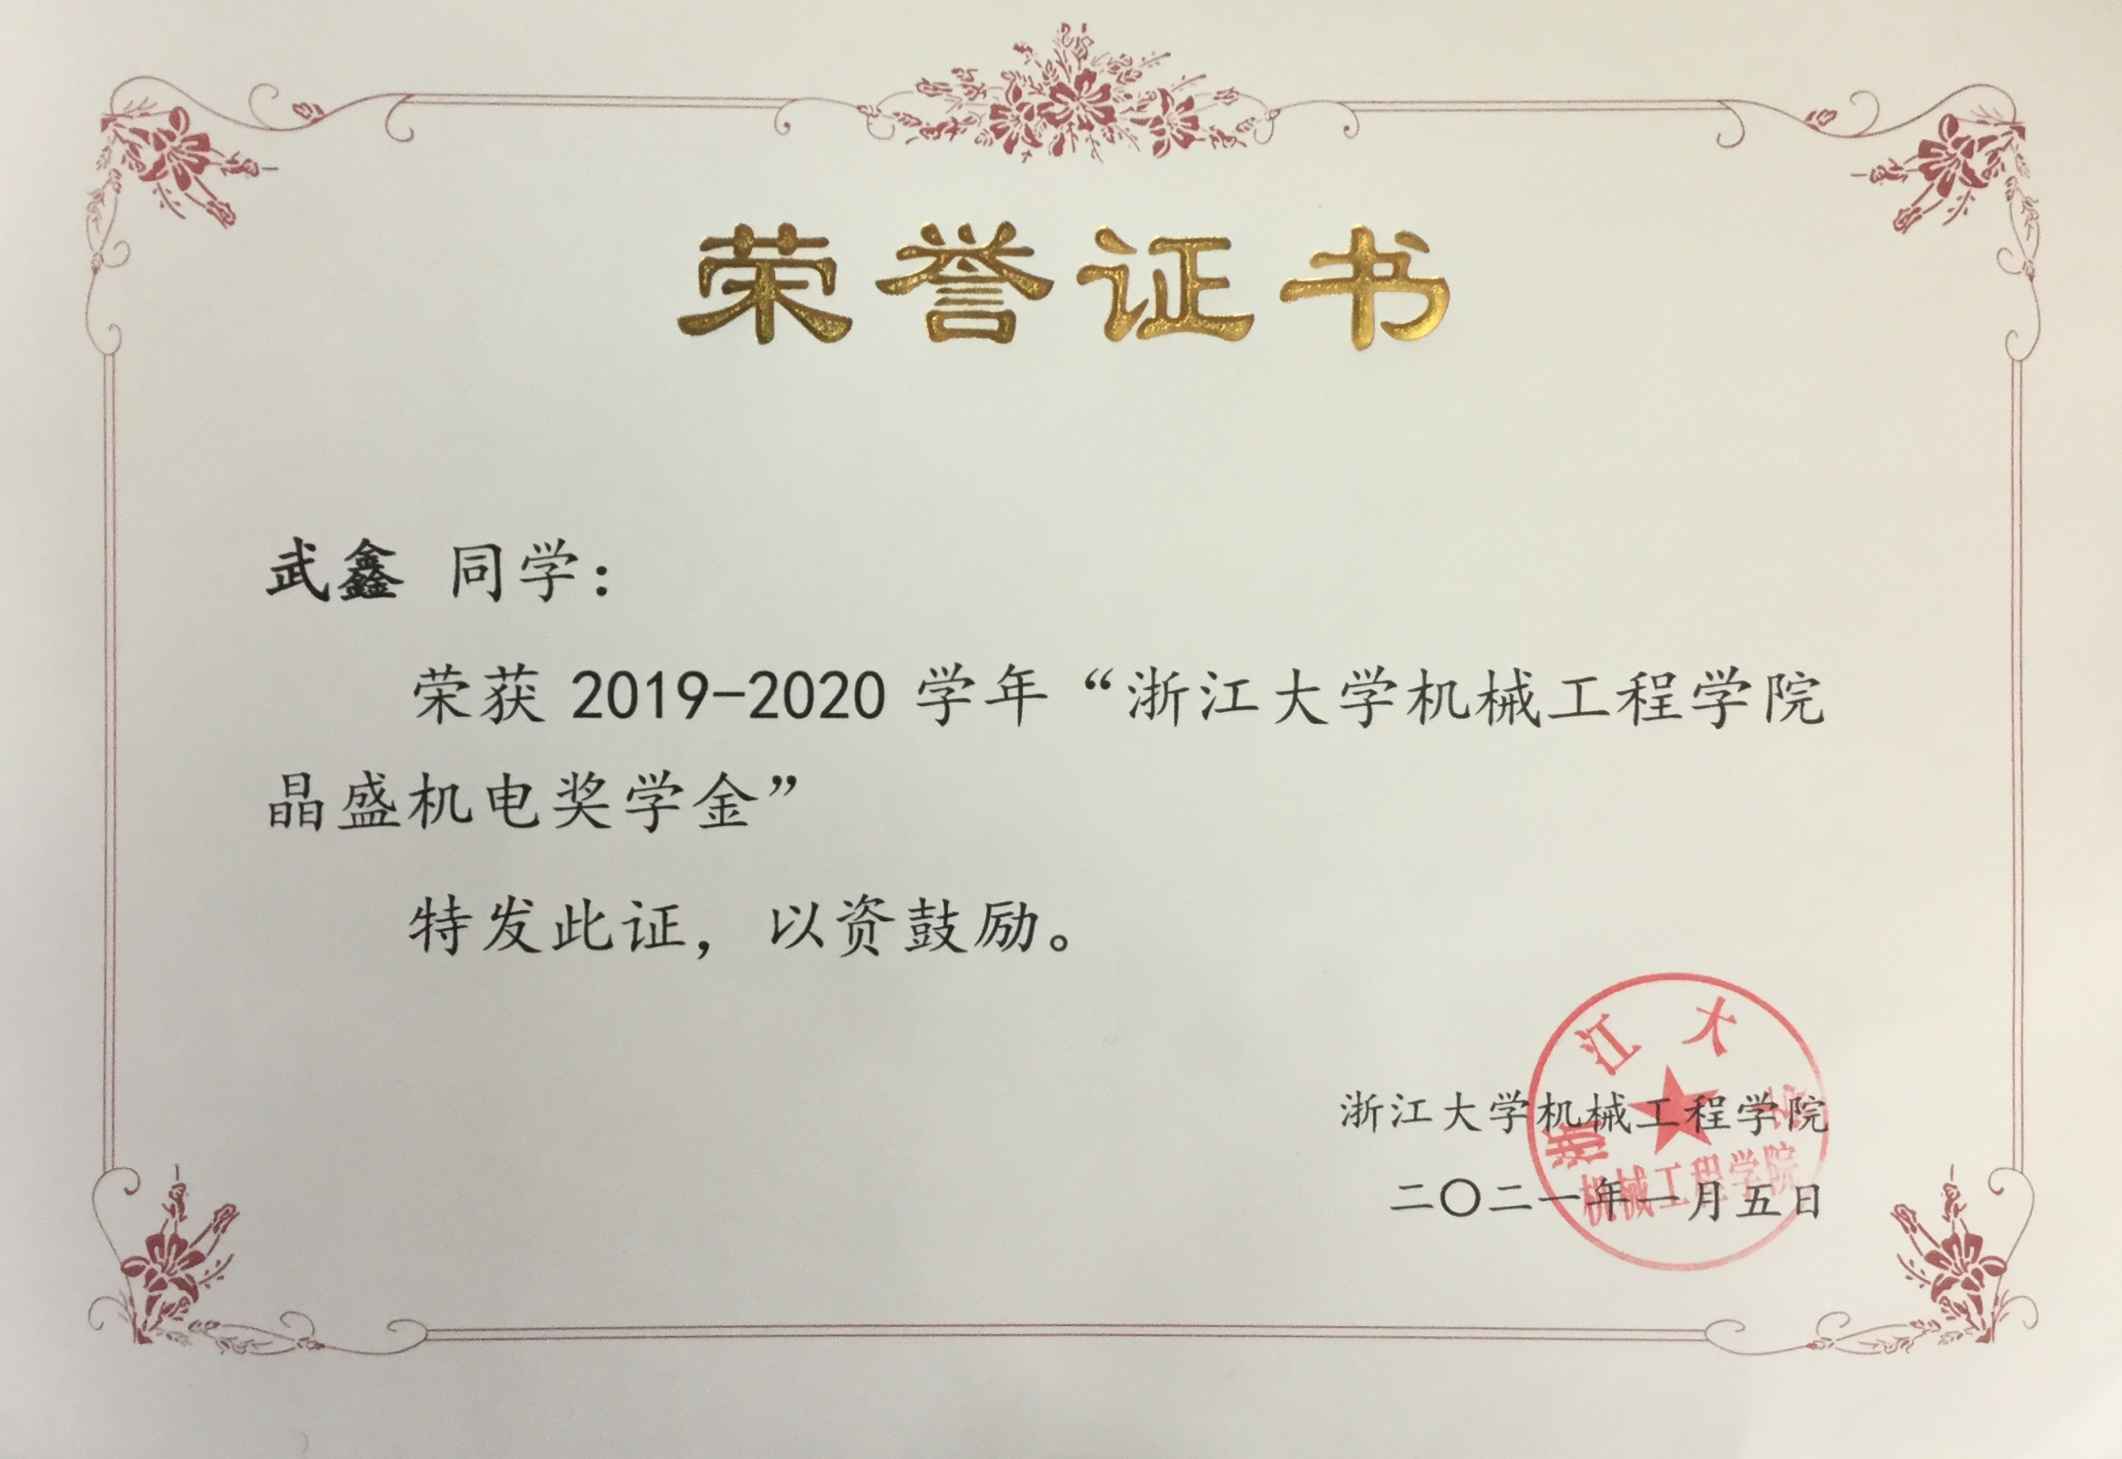 荣誉证书
武鑫 同学：
荣获 2019-2020 学年“浙江大学机械工程学院
晶盛机电奖学金”
特发此证，以资鼓励。
浙江大学机械工程学院
二〇二一年一月五日
浙江大学
机械工程学院